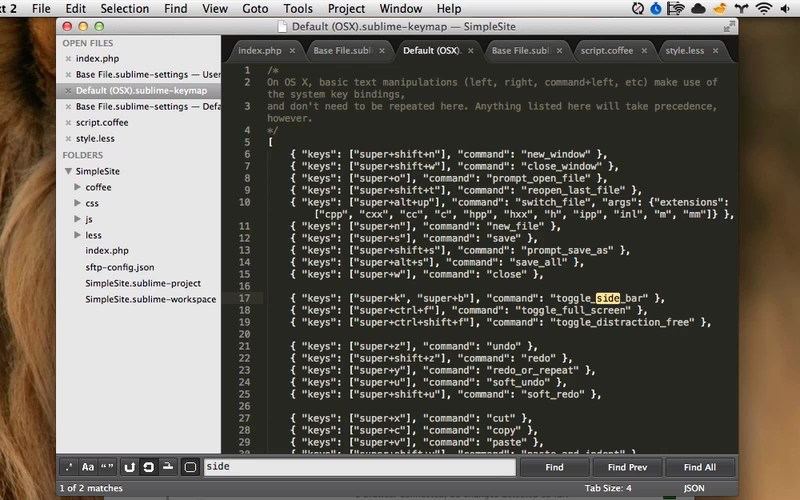 t 2 File Edit Selection Find View Goto Tools Project Window Help
Default (OSX).sublime-keymap — SimpleSite
OPEN FILES
index.php
Base File.sublime-settings — User
Default (OSX).sublime-keymap
Base File.sublime-settings — Defa
script.coffee
style.less
FOLDERS
SimpleSite
coffee
css
js
less
index.php
sftp-config.json
SimpleSite.sublime-project
SimpleSite.sublime-workspace
index.php Base File.subl Default (OSX). Base File.subl script.coffee style.less
1 /*
2 On OS X, basic text manipulations (left, right, command+left, etc) make use of
the system key bindings,
3 and don't need to be repeated here. Anything listed here will take precedence,
however.
4 */
5 [
6 { "keys": ["super+shift+n"], "command": "new_window" },
7 { "keys": ["super+shift+w"], "command": "close_window" },
8 { "keys": ["super+o"], "command": "prompt_open_file" },
9 { "keys": ["super+shift+t"], "command": "reopen_last_file" },
10 { "keys": ["super+alt+up"], "command": "switch_file", "args": {"extensions":
["cpp", "cxx", "cc", "c", "hpp", "hxx", "h", "ipp", "inl", "m", "mm"]} },
11 { "keys": ["super+n"], "command": "new_file" },
12 { "keys": ["super+s"], "command": "save" },
13 { "keys": ["super+shift+s"], "command": "prompt_save_as" },
14 { "keys": ["super+alt+s"], "command": "save_all" },
15 { "keys": ["super+w"], "command": "close" },
16
17 { "keys": ["super+k", "super+b"], "command": "toggle_side_bar" },
18 { "keys": ["super+ctrl+f"], "command": "toggle_full_screen" },
19 { "keys": ["super+ctrl+shift+f"], "command": "toggle_distraction_free" },
20
21 { "keys": ["super+z"], "command": "undo" },
22 { "keys": ["super+shift+z"], "command": "redo" },
23 { "keys": ["super+y"], "command": "redo_or_repeat" },
24 { "keys": ["super+u"], "command": "soft_undo" },
25 { "keys": ["super+shift+u"], "command": "soft_redo" },
26
27 { "keys": ["super+x"], "command": "cut" },
28 { "keys": ["super+c"], "command": "copy" },
29 { "keys": ["super+v"], "command": "paste" },
.* Aa “ ” side Find Find Prev Find All
1 of 2 matches Tab Size: 4 JSON